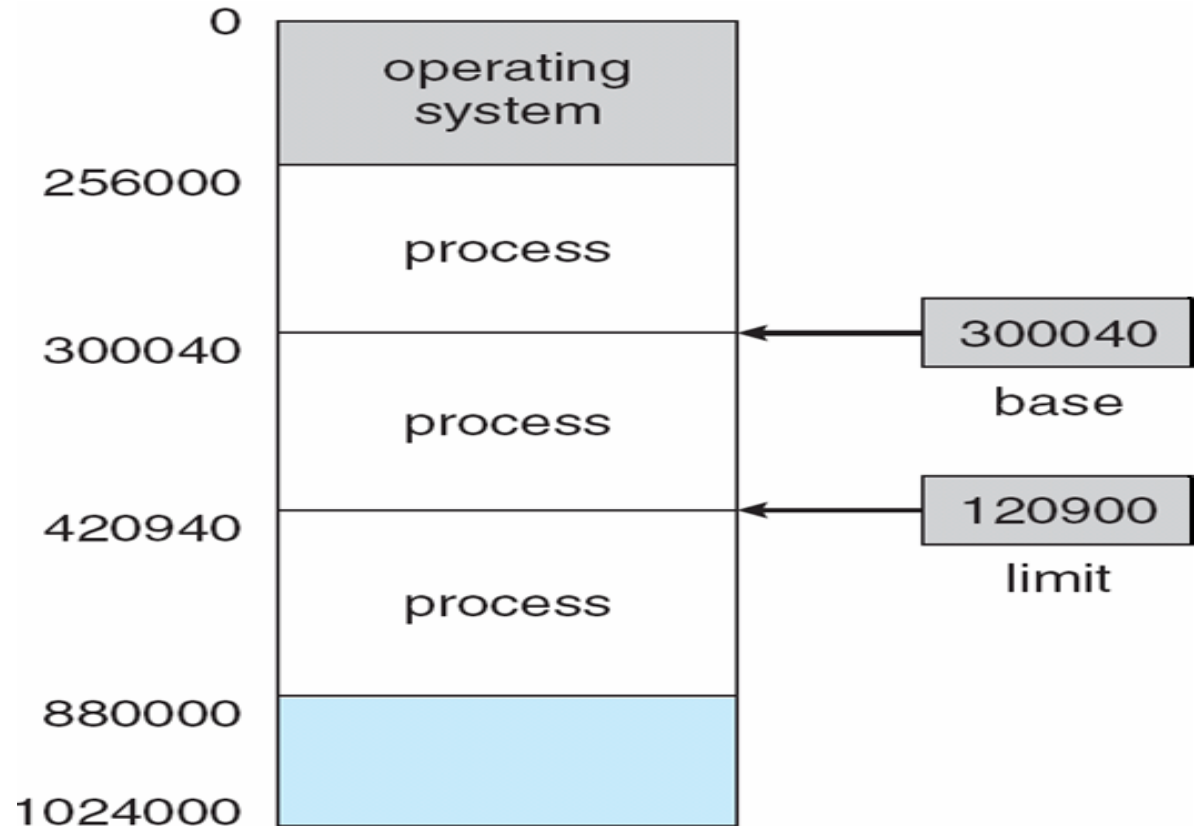 0
operating
system
256000
process
300040
300040
base
process
420940
120900
limit
process
880000
1024000